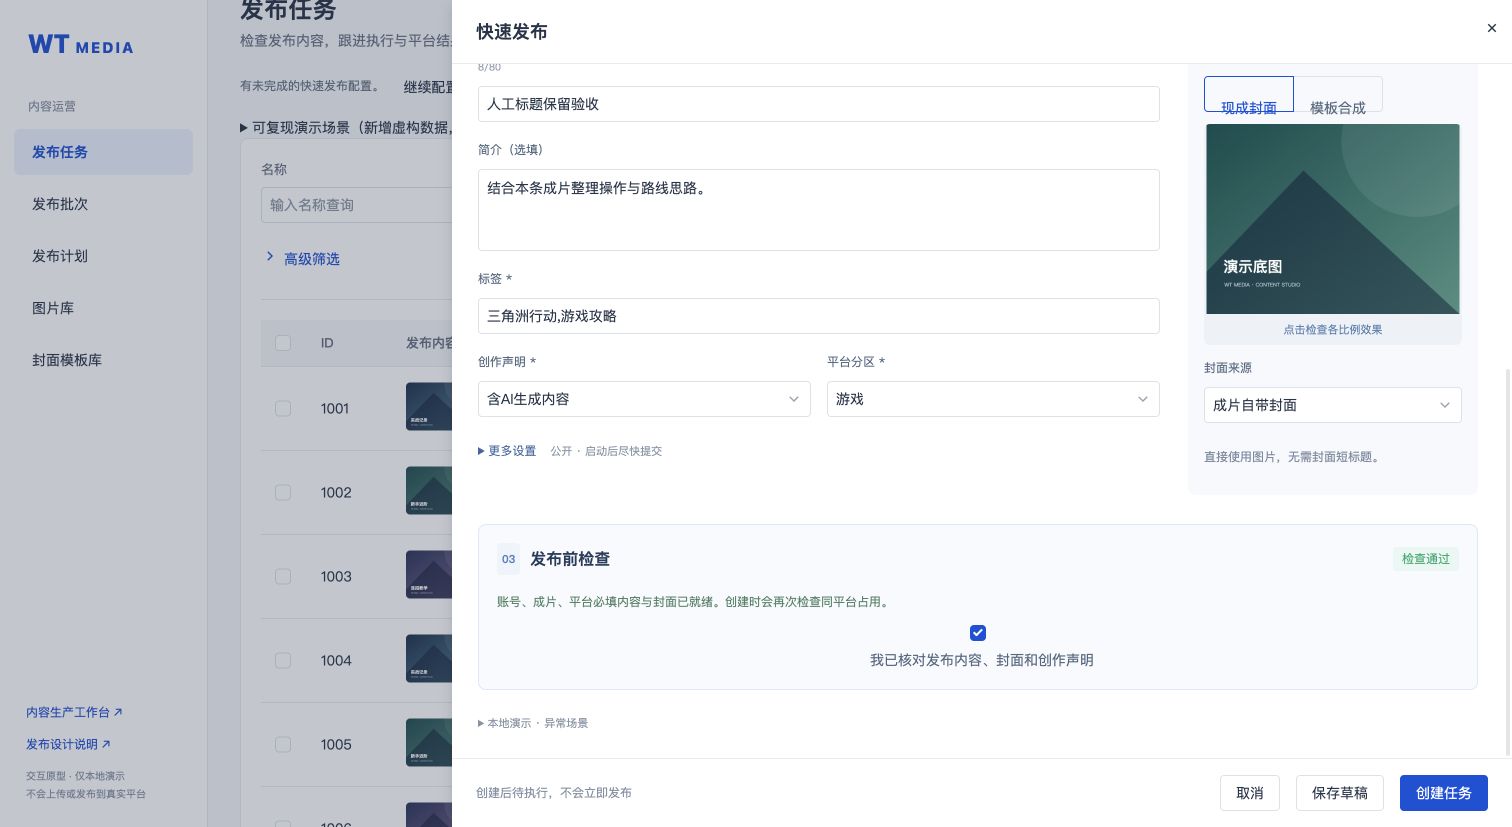 WT MEDIA
内容运营
发布任务
发布批次
发布计划
图片库
封面模板库
内容生产工作台 ↗
发布设计说明 ↗
交互原型 · 仅本地演示
不会上传或发布到真实平台
发布任务
检查发布内容，跟进执行与平台结
有未完成的快速发布配置。 继续配置
▶ 可复现演示场景（新增虚构数据，
名称
输入名称查询
高级筛选
ID 发布内容
1001
1002
1003
1004
1005
1006
快速发布
×
8/80
人工标题保留验收
简介（选填）
结合本条成片整理操作与路线思路。
标签 *
三角洲行动,游戏攻略
创作声明 * 平台分区 *
含AI生成内容 游戏
▶ 更多设置 公开 · 启动后尽快提交
现成封面 模板合成
演示底图
WT MEDIA · CONTENT STUDIO
点击检查各比例效果
封面来源
成片自带封面
直接使用图片，无需封面短标题。
03 发布前检查 检查通过
账号、成片、平台必填内容与封面已就绪。创建时会再次检查同平台占用。
我已核对发布内容、封面和创作声明
▶ 本地演示 · 异常场景
创建后待执行，不会立即发布
取消 保存草稿 创建任务